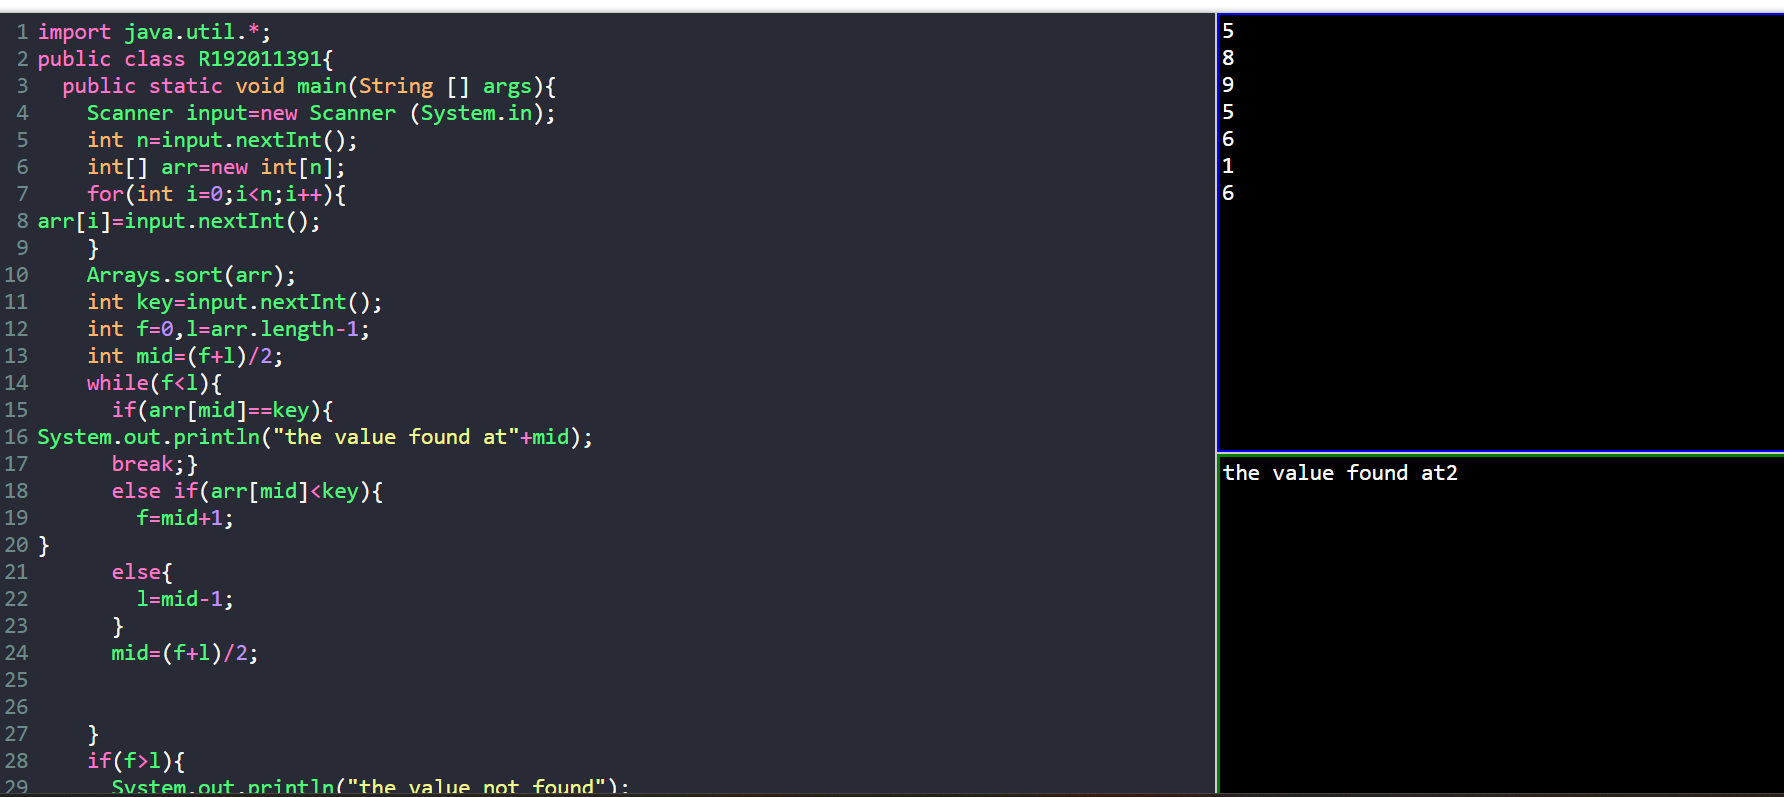 1 import java.util.*;
2 public class R192011391{
3   public static void main(String [] args){
4     Scanner input=new Scanner (System.in);
5     int n=input.nextInt();
6     int[] arr=new int[n];
7     for(int i=0;i<n;i++){
8 arr[i]=input.nextInt();
9     }
10     Arrays.sort(arr);
11     int key=input.nextInt();
12     int f=0,l=arr.length-1;
13     int mid=(f+l)/2;
14     while(f<l){
15       if(arr[mid]==key){
16 System.out.println("the value found at"+mid);
17       break;}
18       else if(arr[mid]<key){
19         f=mid+1;
20 }
21       else{
22         l=mid-1;
23       }
24       mid=(f+l)/2;
25
26
27     }
28     if(f>l){
29       System.out.println("the value not found");
5
8
9
5
6
1
6
the value found at2